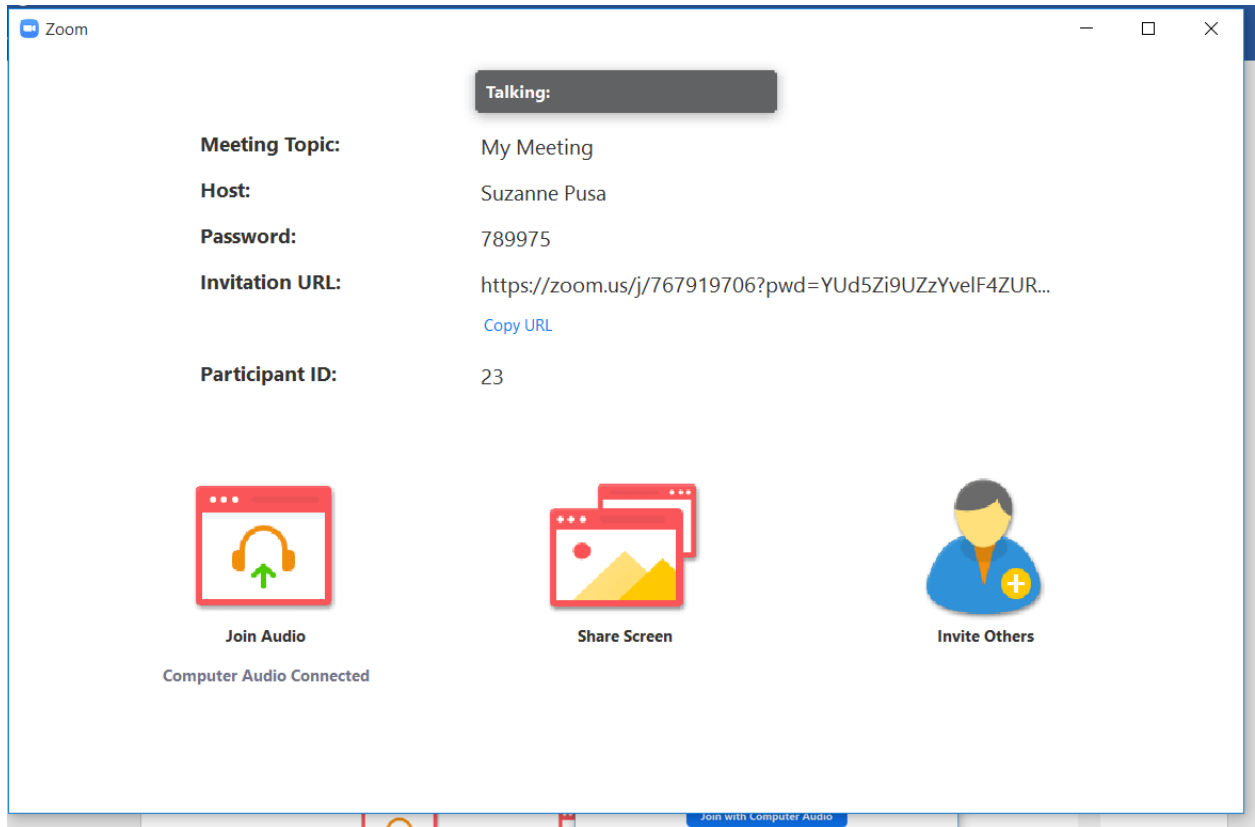 Zoom
Talking:
Meeting Topic: My Meeting
Host: Suzanne Pusa
Password: 789975
Invitation URL: https://zoom.us/j/767919706?pwd=YUd5Zi9UZzYvelF4ZUR...
Copy URL
Participant ID: 23
Join Audio Share Screen Invite Others
Computer Audio Connected
Join with Computer Audio